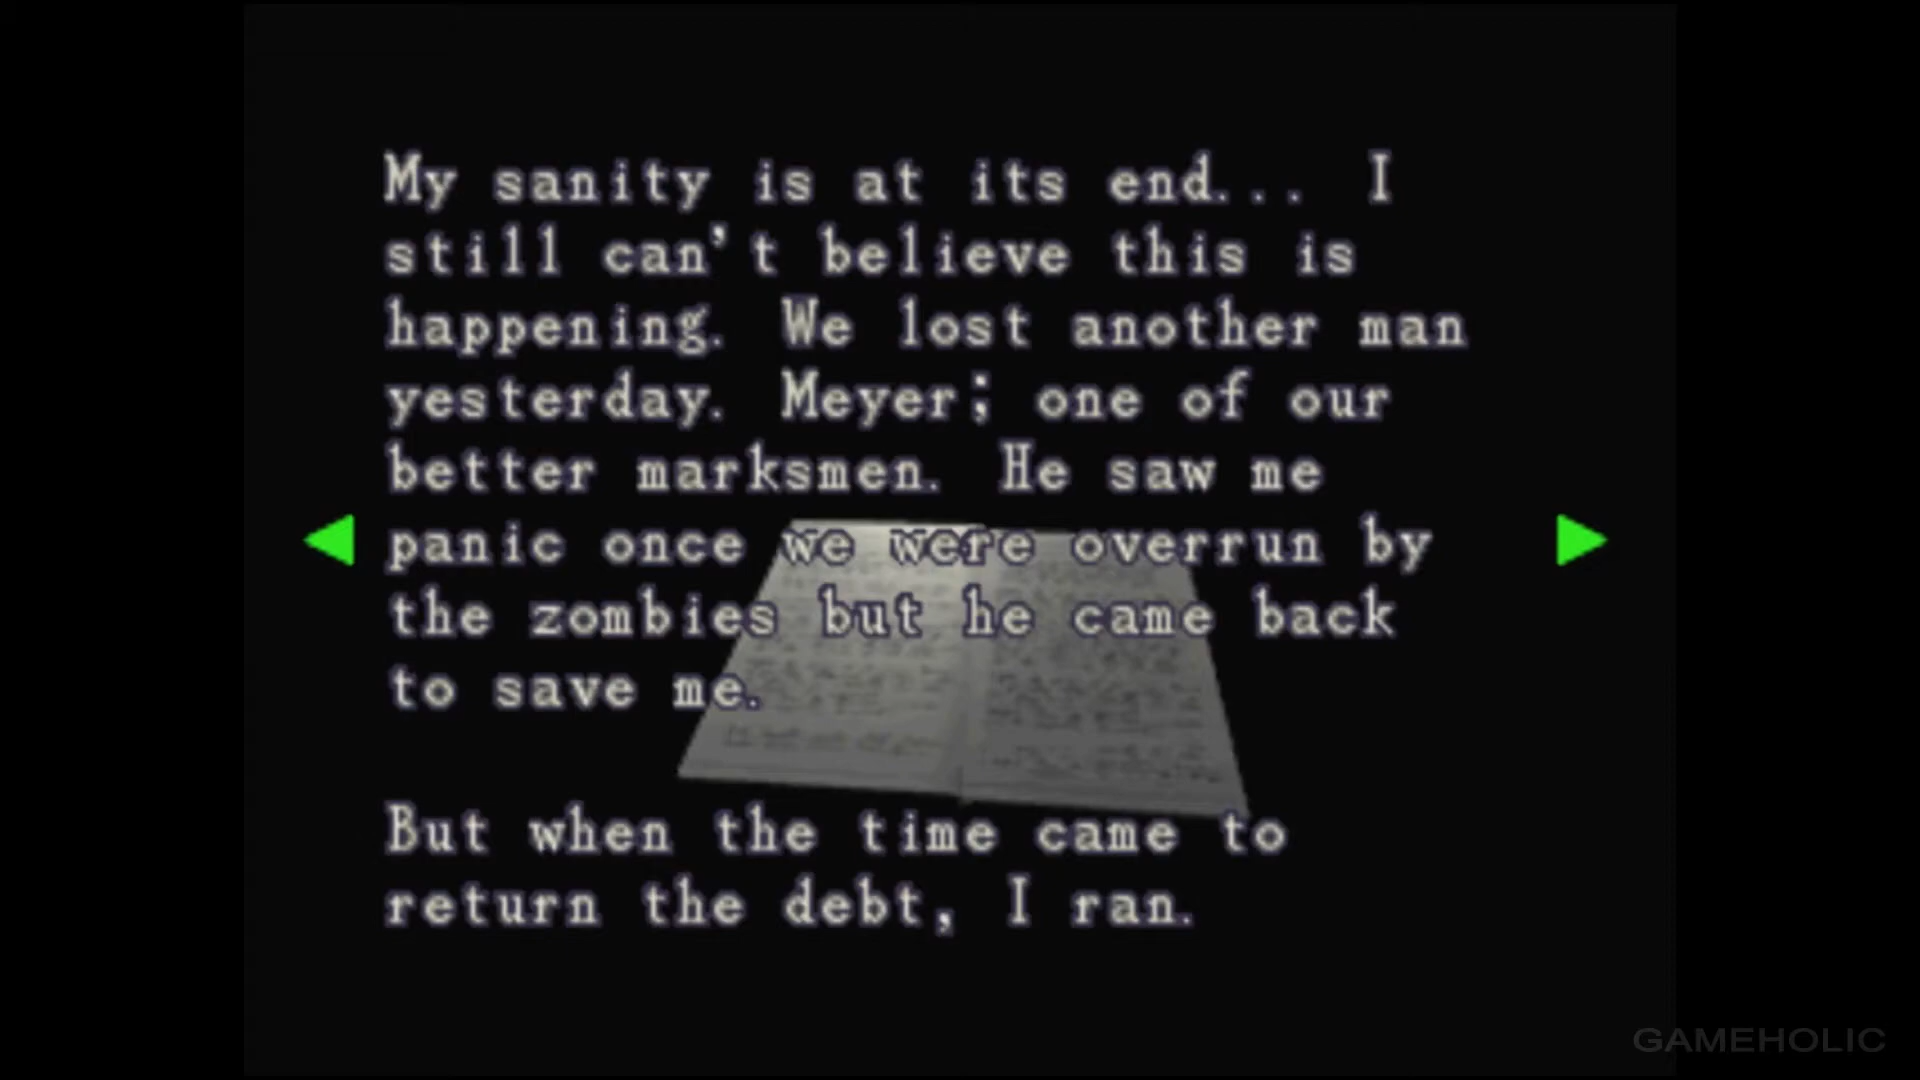 My sanity is at its end... I
still can't believe this is
happening. We lost another man
yesterday. Meyer; one of our
better marksmen. He saw me
panic once we were overrun by
the zombies but he came back
to save me.
But when the time came to
return the debt, I ran.
GAMEHOLIC